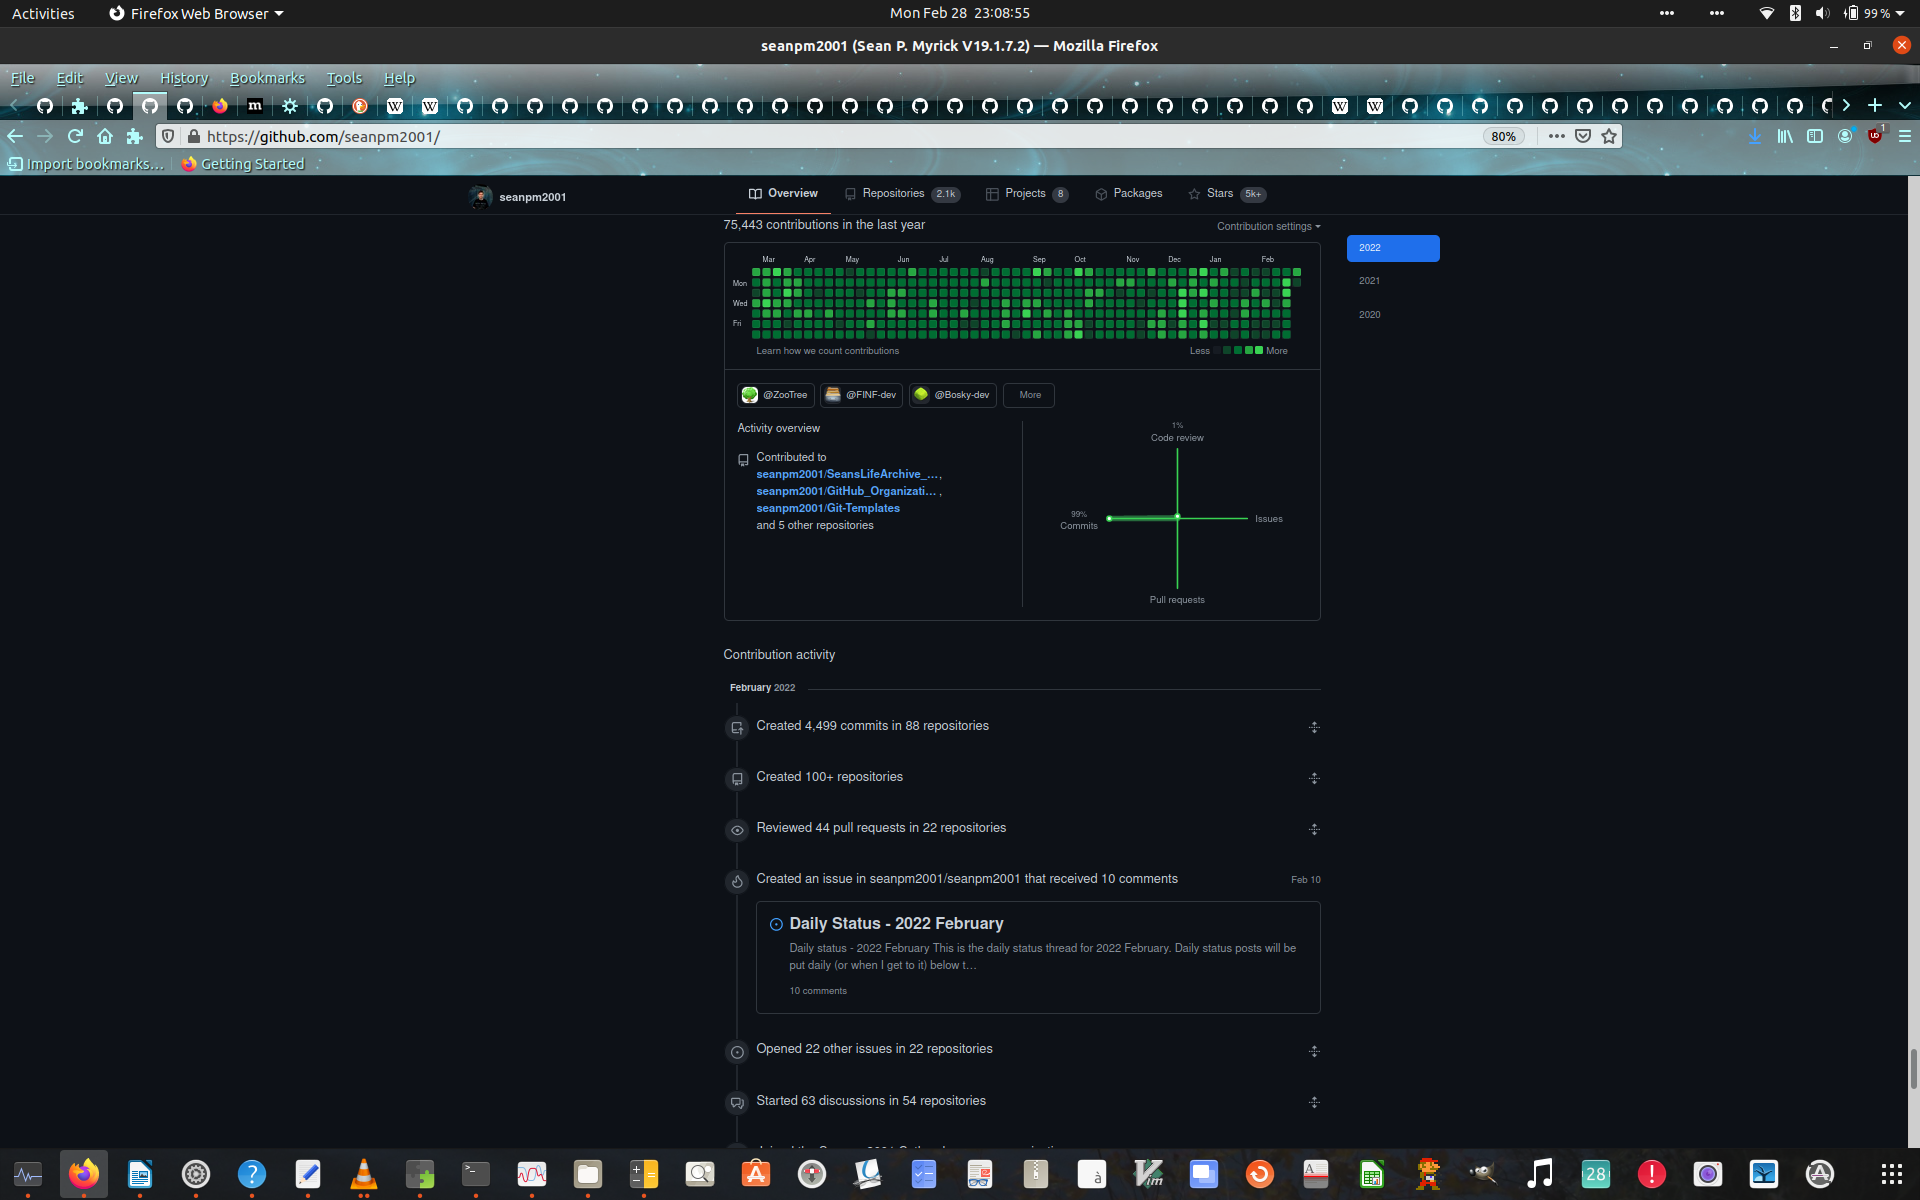 Activities
Firefox Web Browser
Mon Feb 28 23:08:55
99 %
seanpm2001 (Sean P. Myrick V19.1.7.2) — Mozilla Firefox
File Edit View History Bookmarks Tools Help
https://github.com/seanpm2001/
80%
Import bookmarks…
Getting Started
seanpm2001
Overview
Repositories 2.1k
Projects 8
Packages
Stars 5k+
75,443 contributions in the last year
Contribution settings
2022
2021
2020
Mar Apr May Jun Jul Aug Sep Oct Nov Dec Jan Feb
Mon
Wed
Fri
Learn how we count contributions
Less
More
@ZooTree
@FINF-dev
@Bosky-dev
More
Activity overview
Contributed to
seanpm2001/SeansLifeArchive_…,
seanpm2001/GitHub_Organizati… ,
seanpm2001/Git-Templates
and 5 other repositories
1%
Code review
99%
Commits
Issues
Pull requests
Contribution activity
February 2022
Created 4,499 commits in 88 repositories
Created 100+ repositories
Reviewed 44 pull requests in 22 repositories
Created an issue in seanpm2001/seanpm2001 that received 10 comments
Feb 10
Daily Status - 2022 February
Daily status - 2022 February This is the daily status thread for 2022 February. Daily status posts will be
put daily (or when I get to it) below t…
10 comments
Opened 22 other issues in 22 repositories
Started 63 discussions in 54 repositories
28